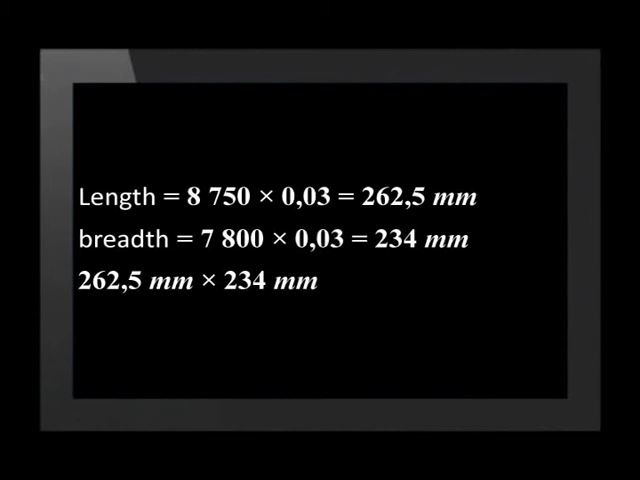 Length = 8 750 × 0,03 = 262,5 mm
breadth = 7 800 × 0,03 = 234 mm
262,5 mm × 234 mm